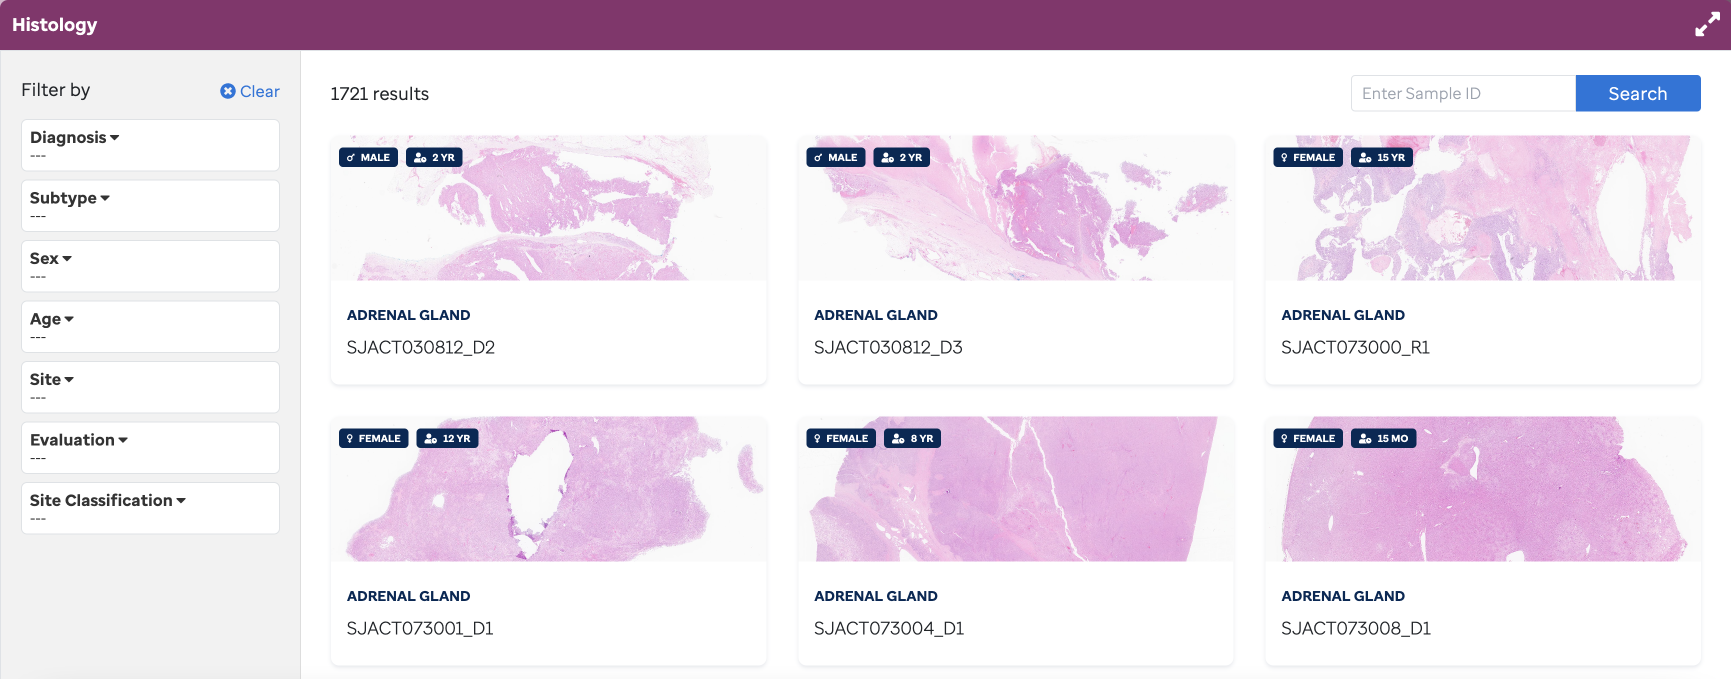 Histology
Filter by
Clear
Diagnosis
---
Subtype
---
Sex
---
Age
---
Site
---
Evaluation
---
Site Classification
---
1721 results
Enter Sample ID
Search
MALE 2 YR
ADRENAL GLAND
SJACT030812_D2
MALE 2 YR
ADRENAL GLAND
SJACT030812_D3
FEMALE 15 YR
ADRENAL GLAND
SJACT073000_R1
FEMALE 12 YR
ADRENAL GLAND
SJACT073001_D1
FEMALE 8 YR
ADRENAL GLAND
SJACT073004_D1
FEMALE 15 MO
ADRENAL GLAND
SJACT073008_D1